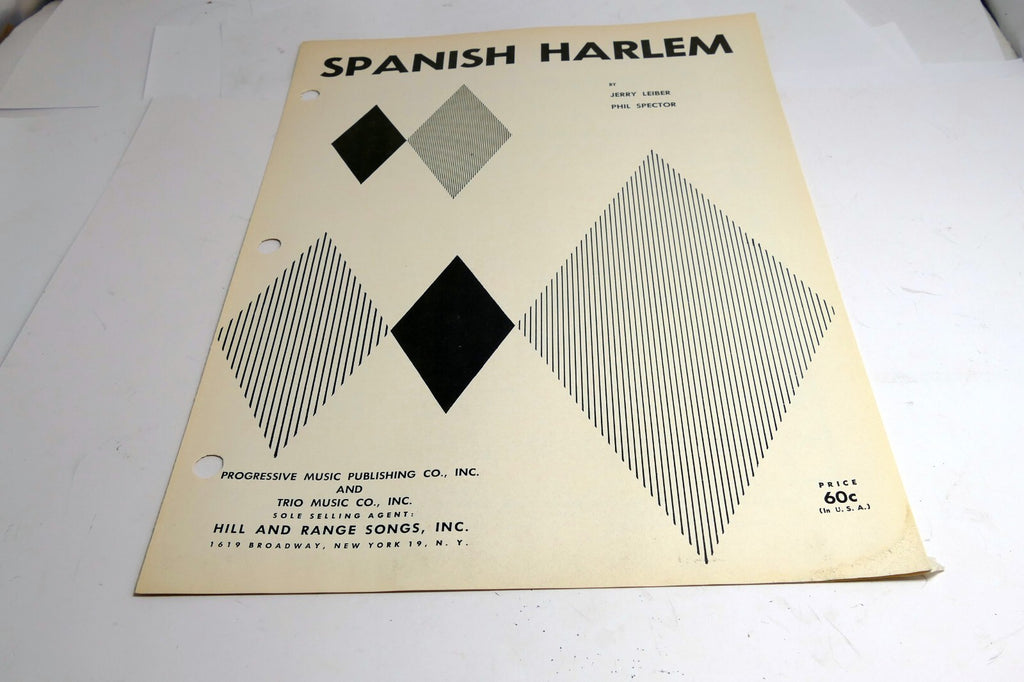 SPANISH HARLEM
BY
JERRY LEIBER
PHIL SPECTOR
PROGRESSIVE MUSIC PUBLISHING CO., INC.
AND
TRIO MUSIC CO., INC.
SOLE SELLING AGENT:
HILL AND RANGE SONGS, INC.
1619 BROADWAY, NEW YORK 19, N. Y.
PRICE
60c
(In U. S. A.)